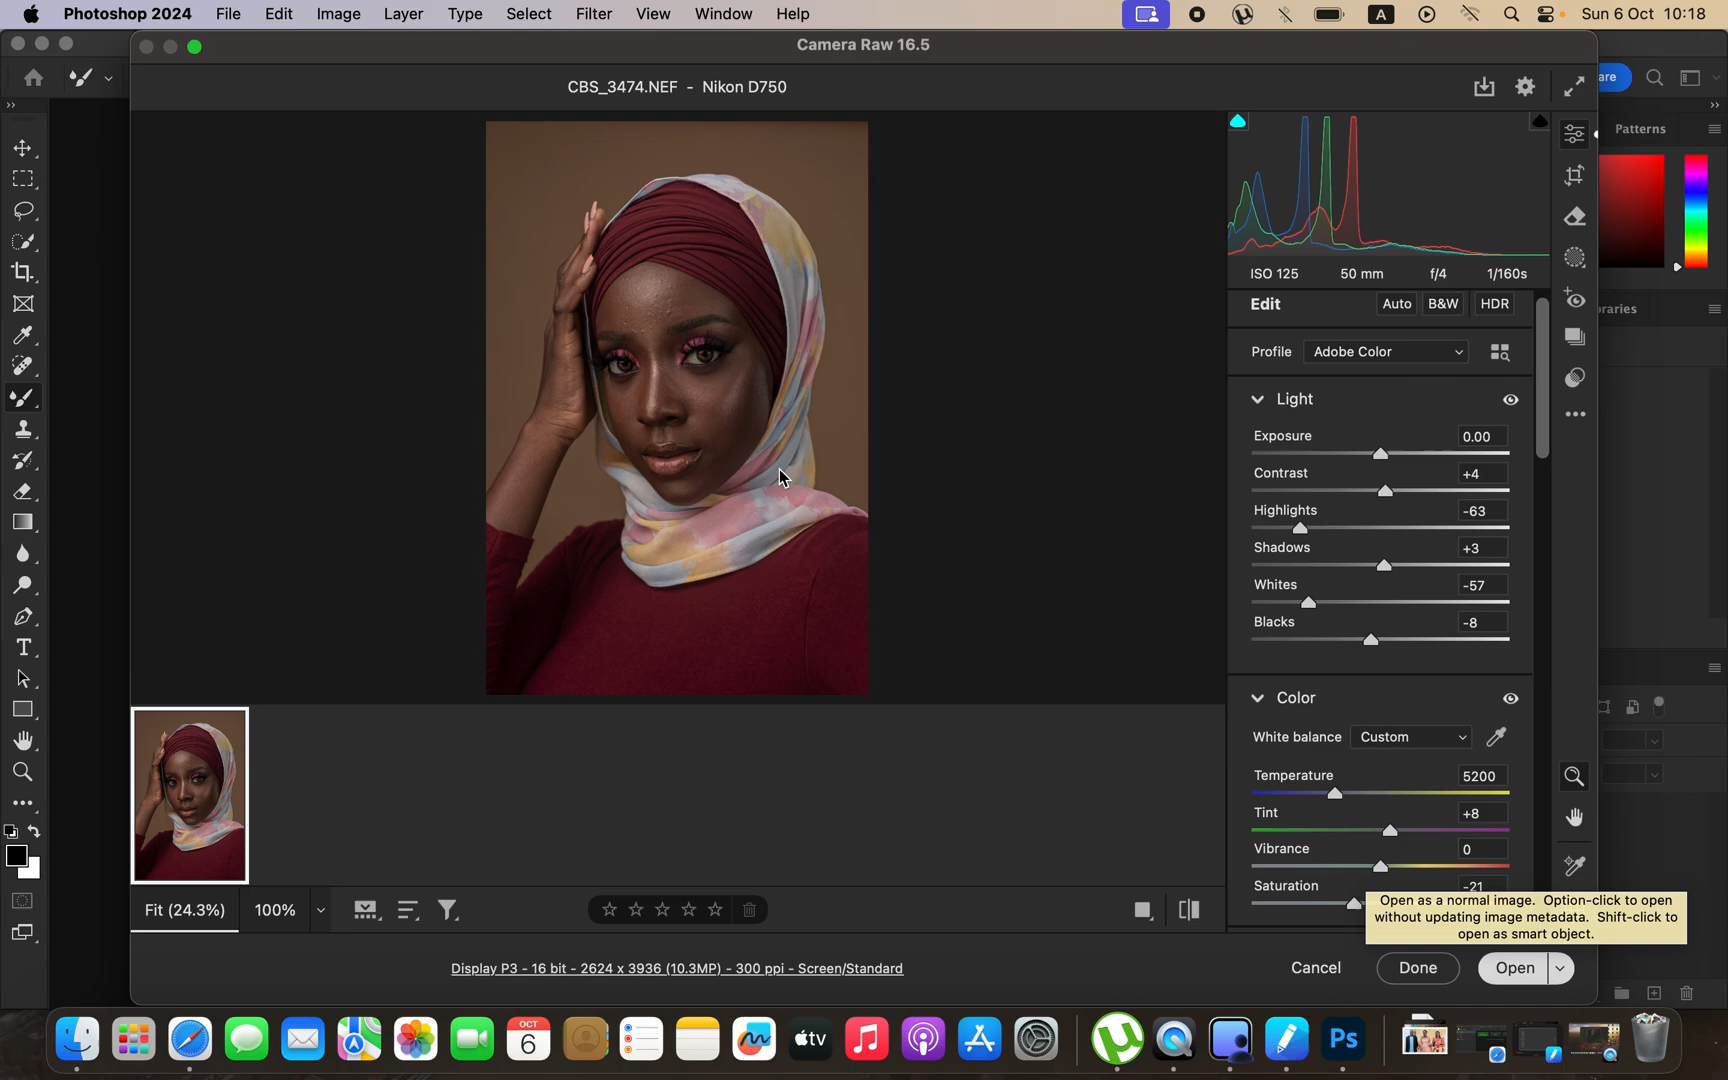 Photoshop 2024 File Edit Image Layer Type Select Filter View Window Help A Sun 6 Oct 10:18
Camera Raw 16.5
CBS_3474.NEF - Nikon D750
are
Patterns
ISO 125 50 mm f/4 1/160s
Edit Auto B&W HDR
raries
Profile Adobe Color
Light
Exposure 0.00
Contrast +4
Highlights -63
Shadows +3
Whites -57
Blacks -8
Color
White balance Custom
Temperature 5200
Tint +8
Vibrance 0
Saturation -21
Open as a normal image. Option-click to open
without updating image metadata. Shift-click to
open as smart object.
Fit (24.3%) 100%
Display P3 - 16 bit - 2624 x 3936 (10.3MP) - 300 ppi - Screen/Standard
Cancel Done Open
OCT
6
tv
Ps